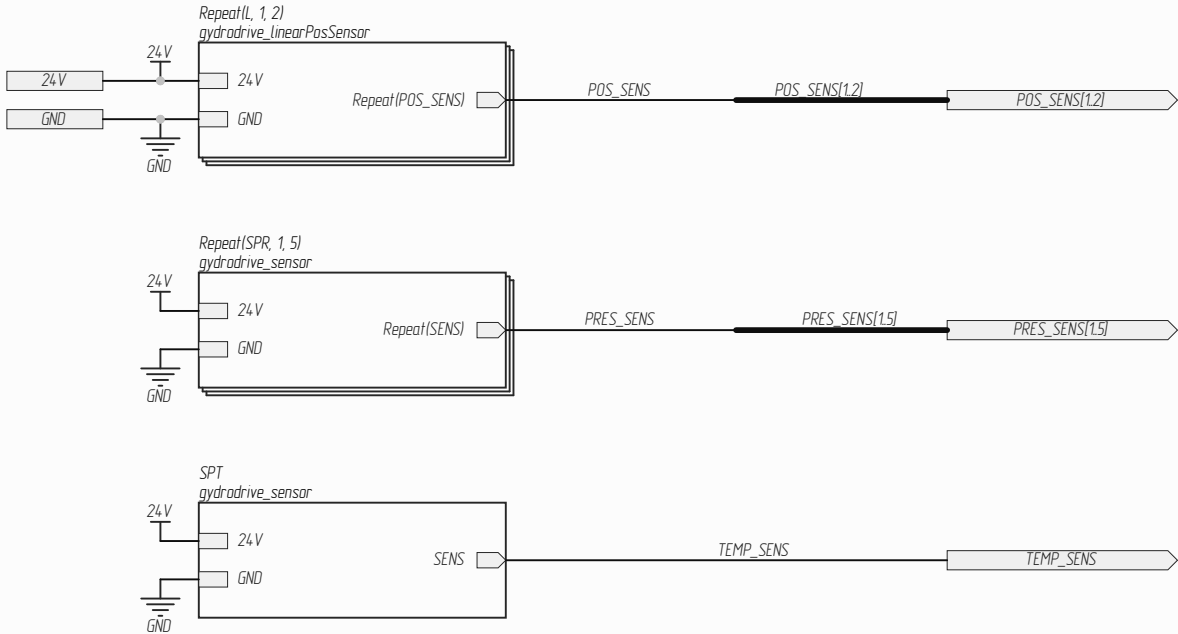 Repeat(L, 1, 2)
gydrodrive_linearPosSensor
24V
24V
24V
Repeat(POS_SENS)
POS_SENS
POS_SENS[1..2]
POS_SENS[1..2]
GND
GND
GND
Repeat(SPR, 1, 5)
gydrodrive_sensor
24V
24V
Repeat(SENS)
PRES_SENS
PRES_SENS[1..5]
PRES_SENS[1..5]
GND
GND
SPT
gydrodrive_sensor
24V
24V
SENS
TEMP_SENS
TEMP_SENS
GND
GND